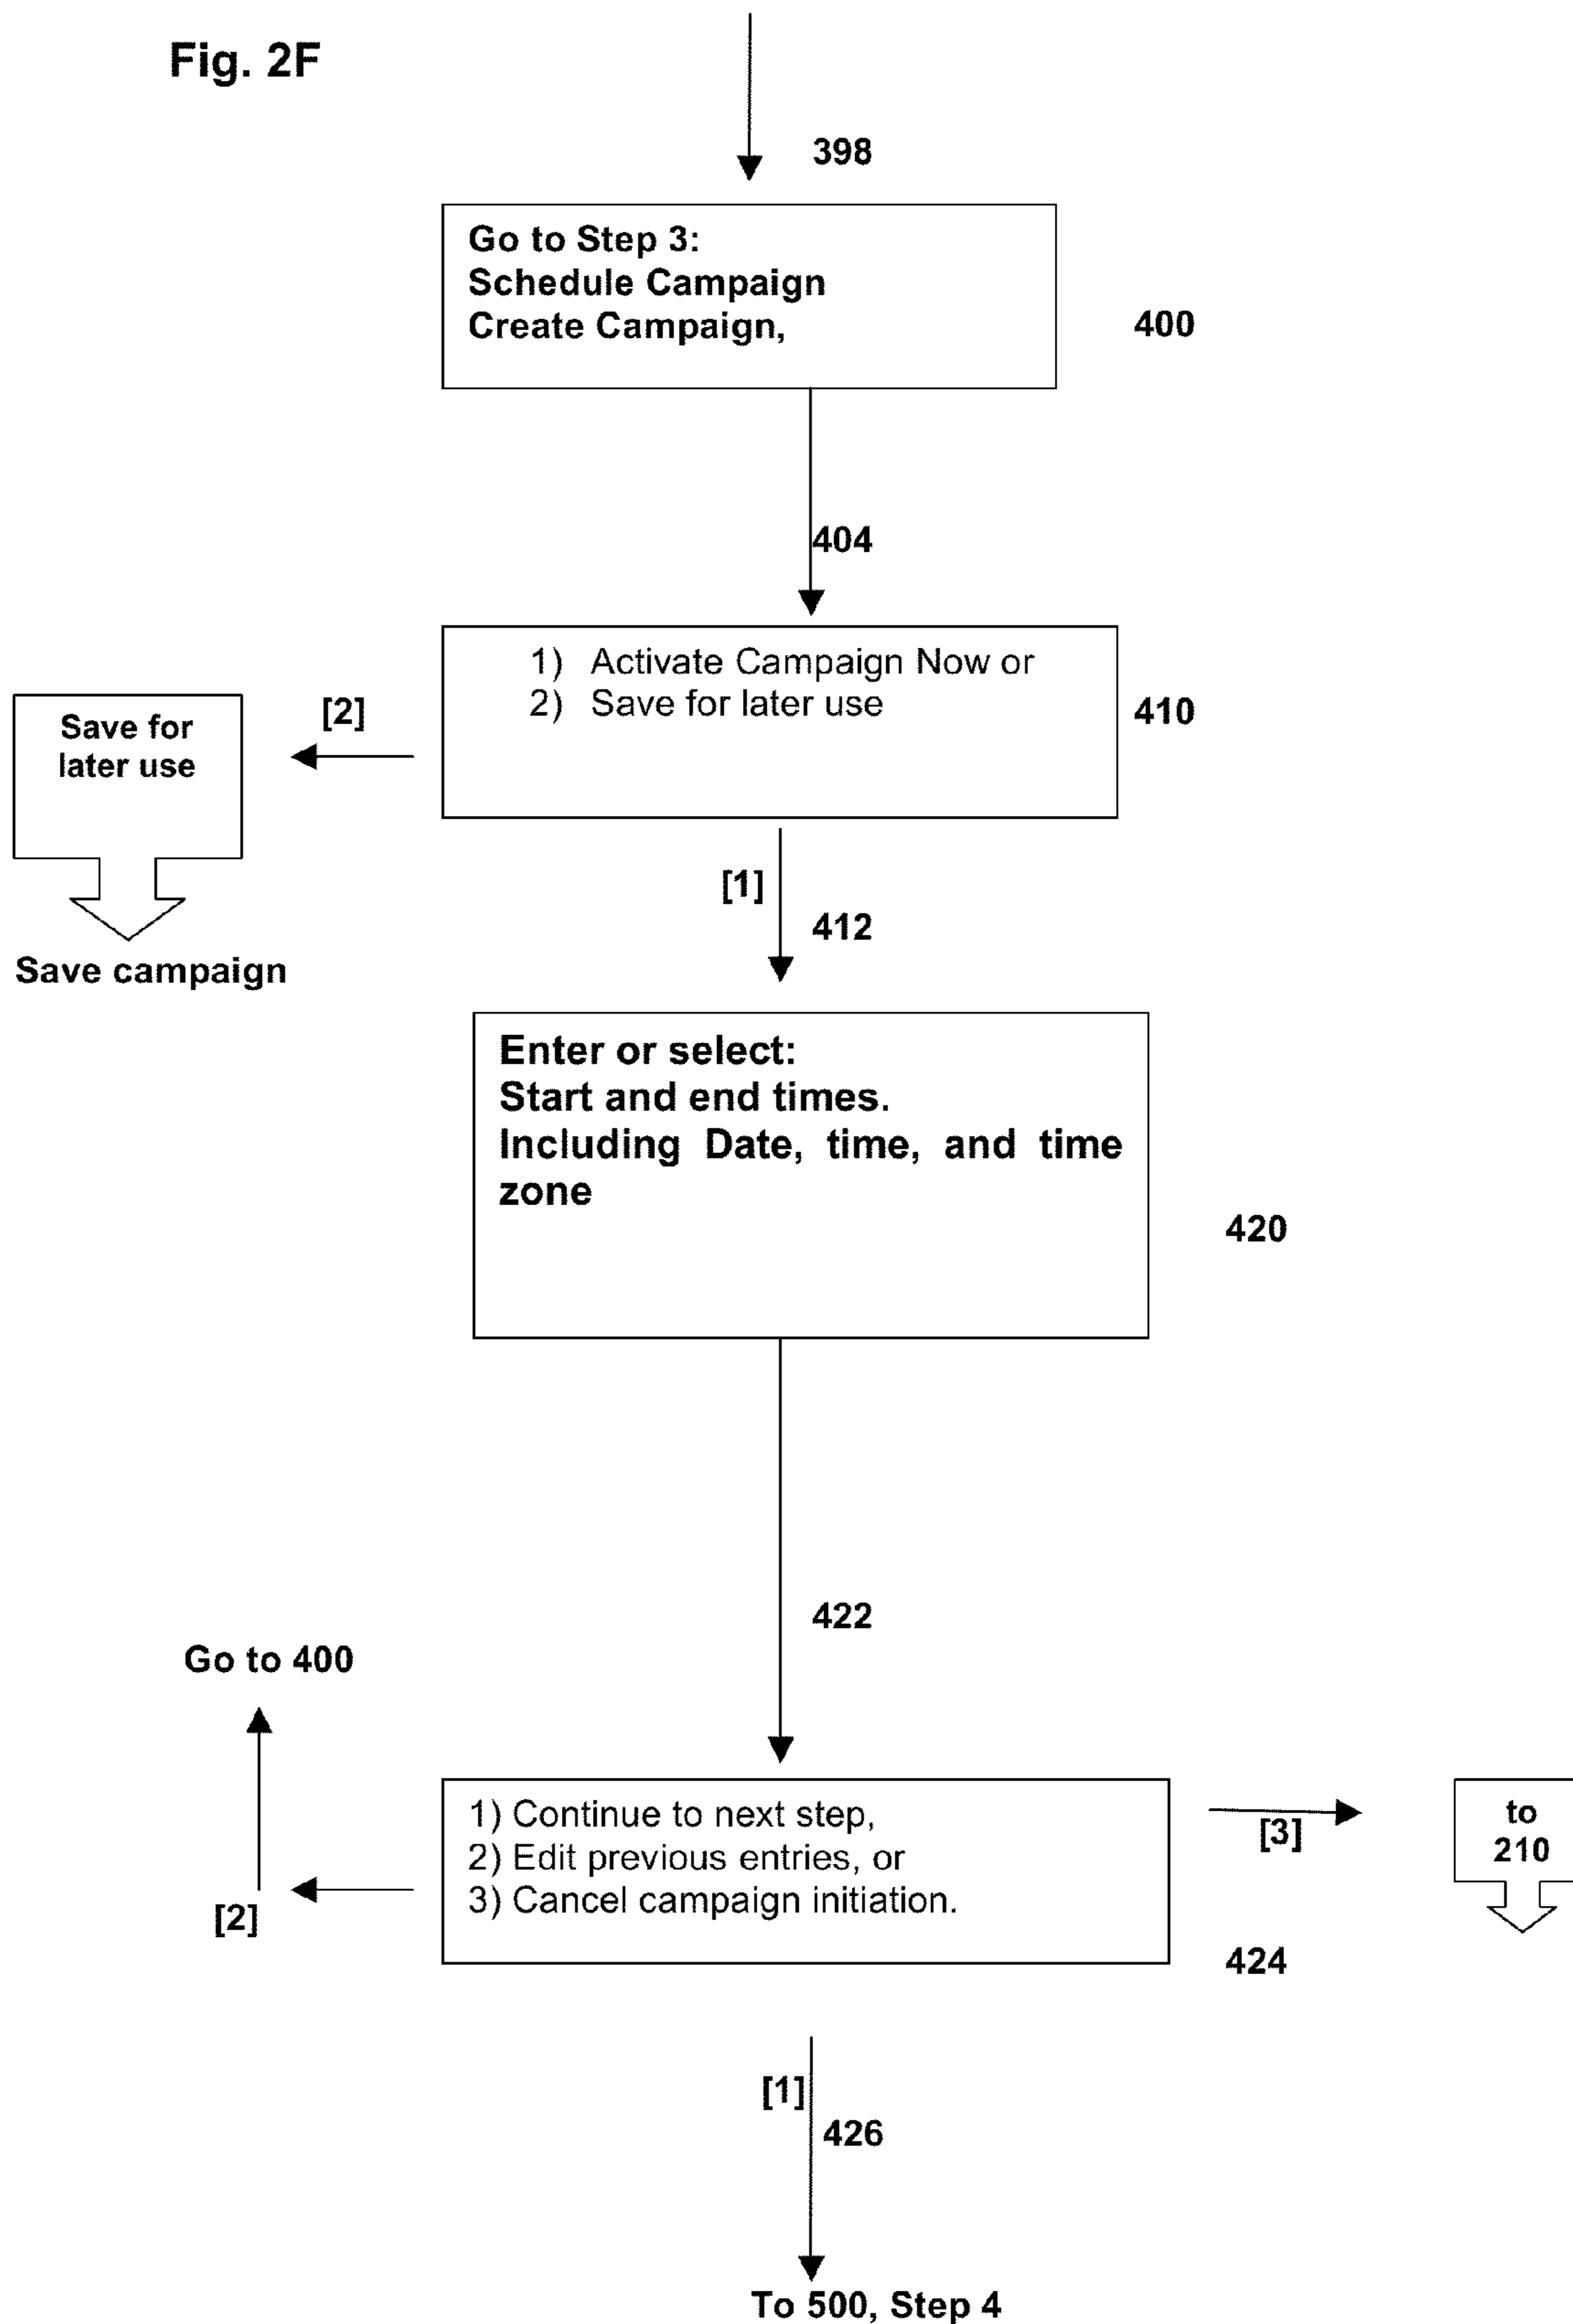 Fig. 2F
398
Go to Step 3:
Schedule Campaign
Create Campaign,
400
404
1) Activate Campaign Now or
2) Save for later use
410
[2]
Save for
later use
Save campaign
[1]
412
Enter or select:
Start and end times.
Including Date, time, and time
zone
420
422
Go to 400
[2]
1) Continue to next step,
2) Edit previous entries, or
3) Cancel campaign initiation.
[3]
to
210
424
[1]
426
To 500, Step 4